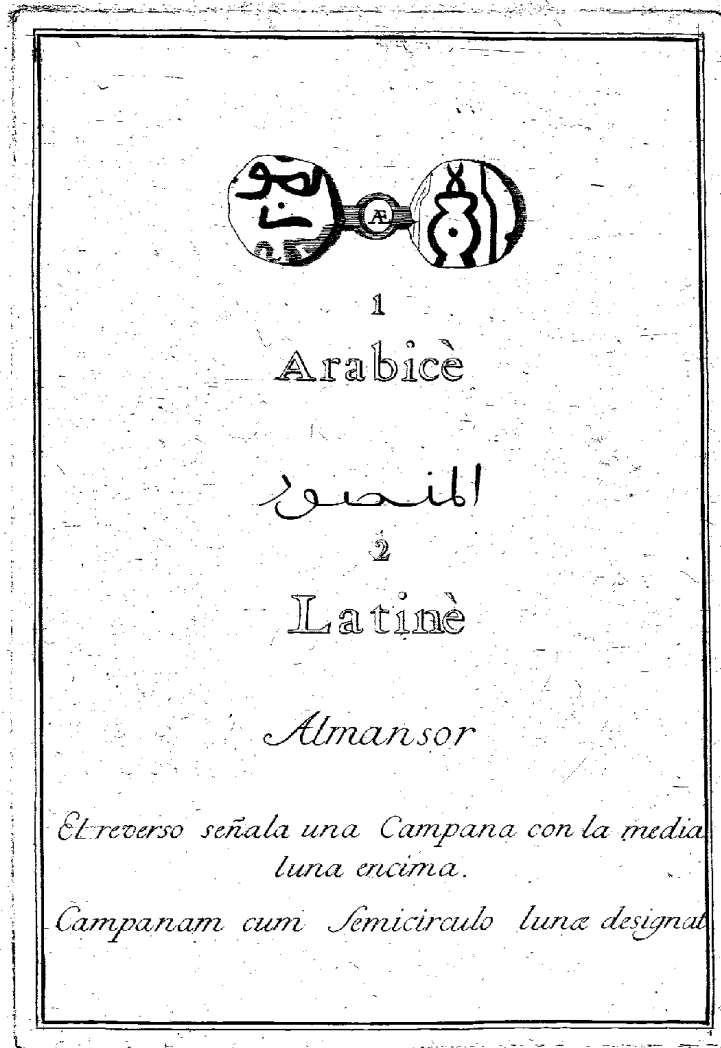 Æ
1
Arabicè
المنصور
2
Latinè
Almansor
El reverso señala una Campana con la media
luna encima.
Campanam cum Semicirculo lunæ designat